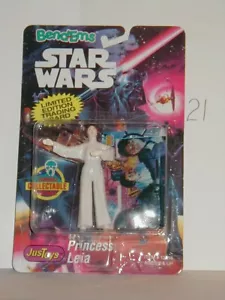 Bend'Ems
STAR
WARS
LIMITED
EDITION
TRADING
CARD
21
COLLECTABLE
JusToys
Princess
Leia